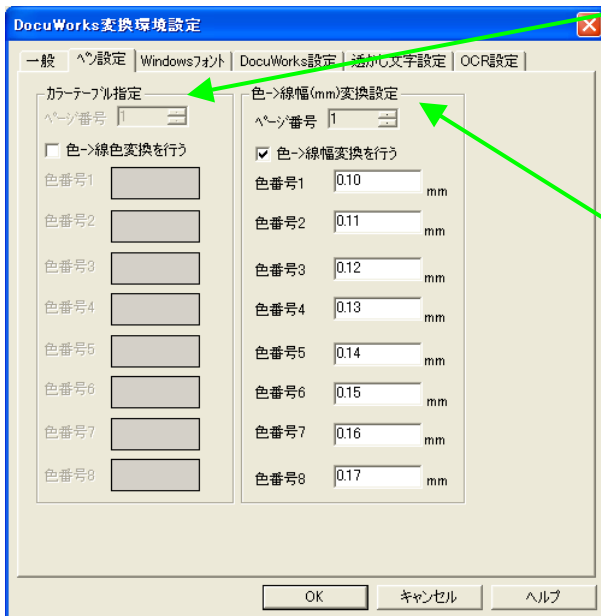 DocuWorks変換環境設定
一般 ペン設定 Windowsフォント DocuWorks設定 透かし文字設定 OCR設定
カラーテーブル指定
ページ番号 1
色->線色変換を行う
色番号1
色番号2
色番号3
色番号4
色番号5
色番号6
色番号7
色番号8
色->線幅(mm)変換設定
ページ番号 1
色->線幅変換を行う
色番号1 0.10 mm
色番号2 0.11 mm
色番号3 0.12 mm
色番号4 0.13 mm
色番号5 0.14 mm
色番号6 0.15 mm
色番号7 0.16 mm
色番号8 0.17 mm
OK キャンセル ヘルプ